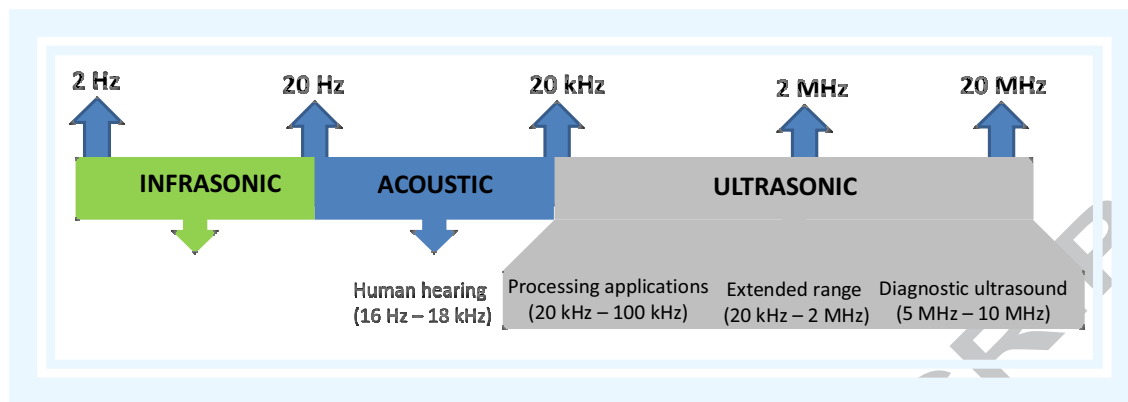 2 Hz
20 Hz
20 kHz
2 MHz
20 MHz
INFRASONIC
ACOUSTIC
ULTRASONIC
Human hearing
(16 Hz – 18 kHz)
Processing applications
(20 kHz – 100 kHz)
Extended range
(20 kHz – 2 MHz)
Diagnostic ultrasound
(5 MHz – 10 MHz)